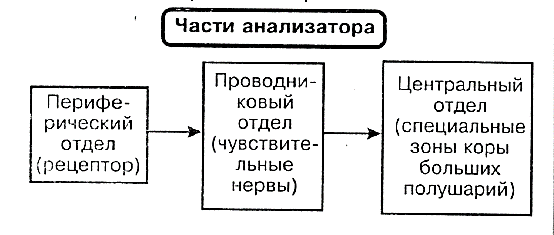 Части анализатора
Перифе-
рический
отдел
(рецептор)
Проводни-
ковый
отдел
(чувствите-
льные
нервы)
Центральный
отдел
(специальные
зоны коры
больших
полушарий)